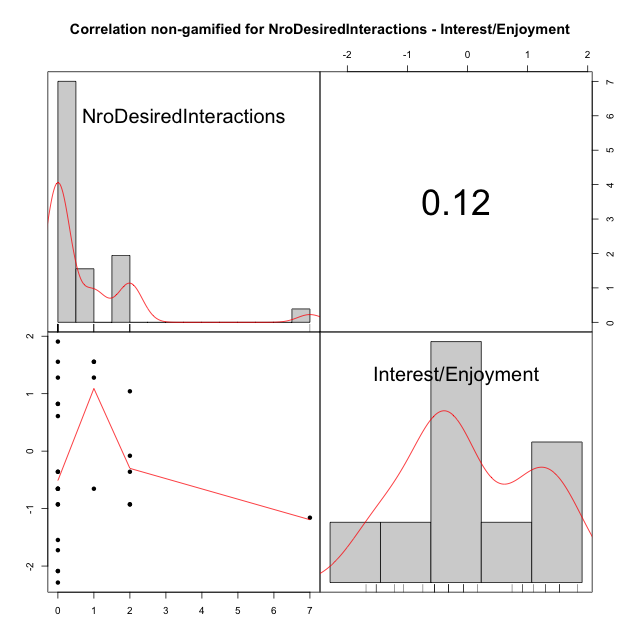 Correlation non-gamified for NroDesiredInteractions - Interest/Enjoyment
-2 -1 0 1 2
NroDesiredInteractions
0.12
7
6
5
4
3
2
1
0
2
1
0
-1
-2
Interest/Enjoyment
0 1 2 3 4 5 6 7